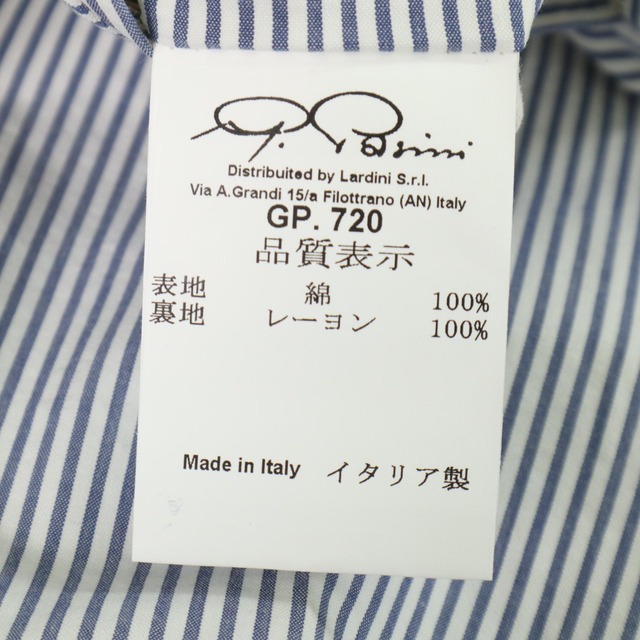 G. Pasini
Distribuited by Lardini S.r.l.
Via A.Grandi 15/a Filottrano (AN) Italy
GP. 720
品質表示
表地 綿 100%
裏地 レーヨン 100%
Made in Italy イタリア製